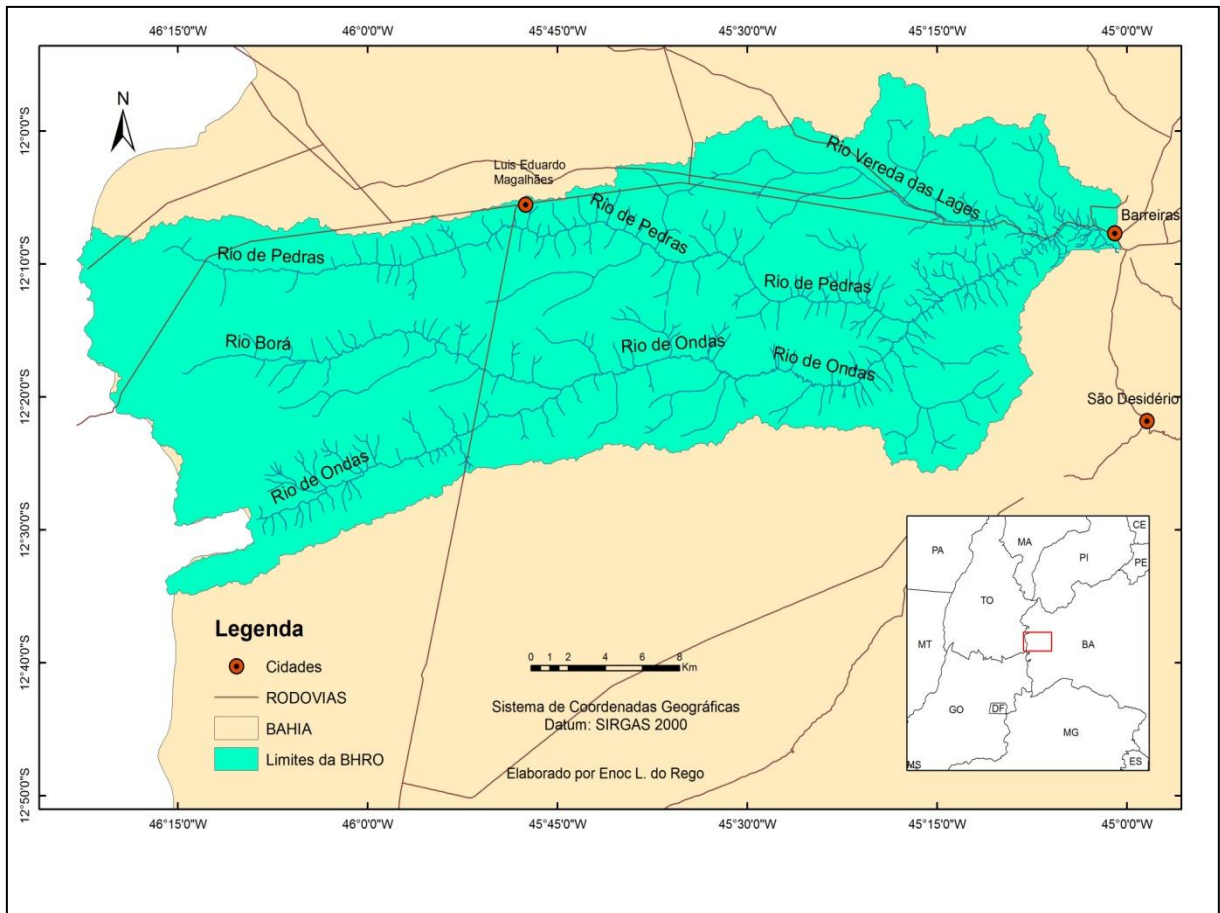 46°15'0"W 46°0'0"W 45°45'0"W 45°30'0"W 45°15'0"W 45°0'0"W
12°0'0"S
12°10'0"S
12°20'0"S
12°30'0"S
12°40'0"S
12°50'0"S
N
Luis Eduardo
Magalhães
Rio Vereda das Lages
Barreiras
Rio de Pedras
Rio de Pedras
Rio de Pedras
Rio Borá
Rio de Ondas
Rio de Ondas
São Desidério
Rio de Ondas
Legenda
Cidades
RODOVIAS
BAHIA
Limites da BHRO
0 1 2 4 6 8
Km
Sistema de Coordenadas Geográficas
Datum: SIRGAS 2000
Elaborado por Enoc L. do Rego
PA
MA
CE
PI
PE
TO
MT
BA
GO
DF
MG
MS
ES
46°15'0"W 46°0'0"W 45°45'0"W 45°30'0"W 45°15'0"W 45°0'0"W